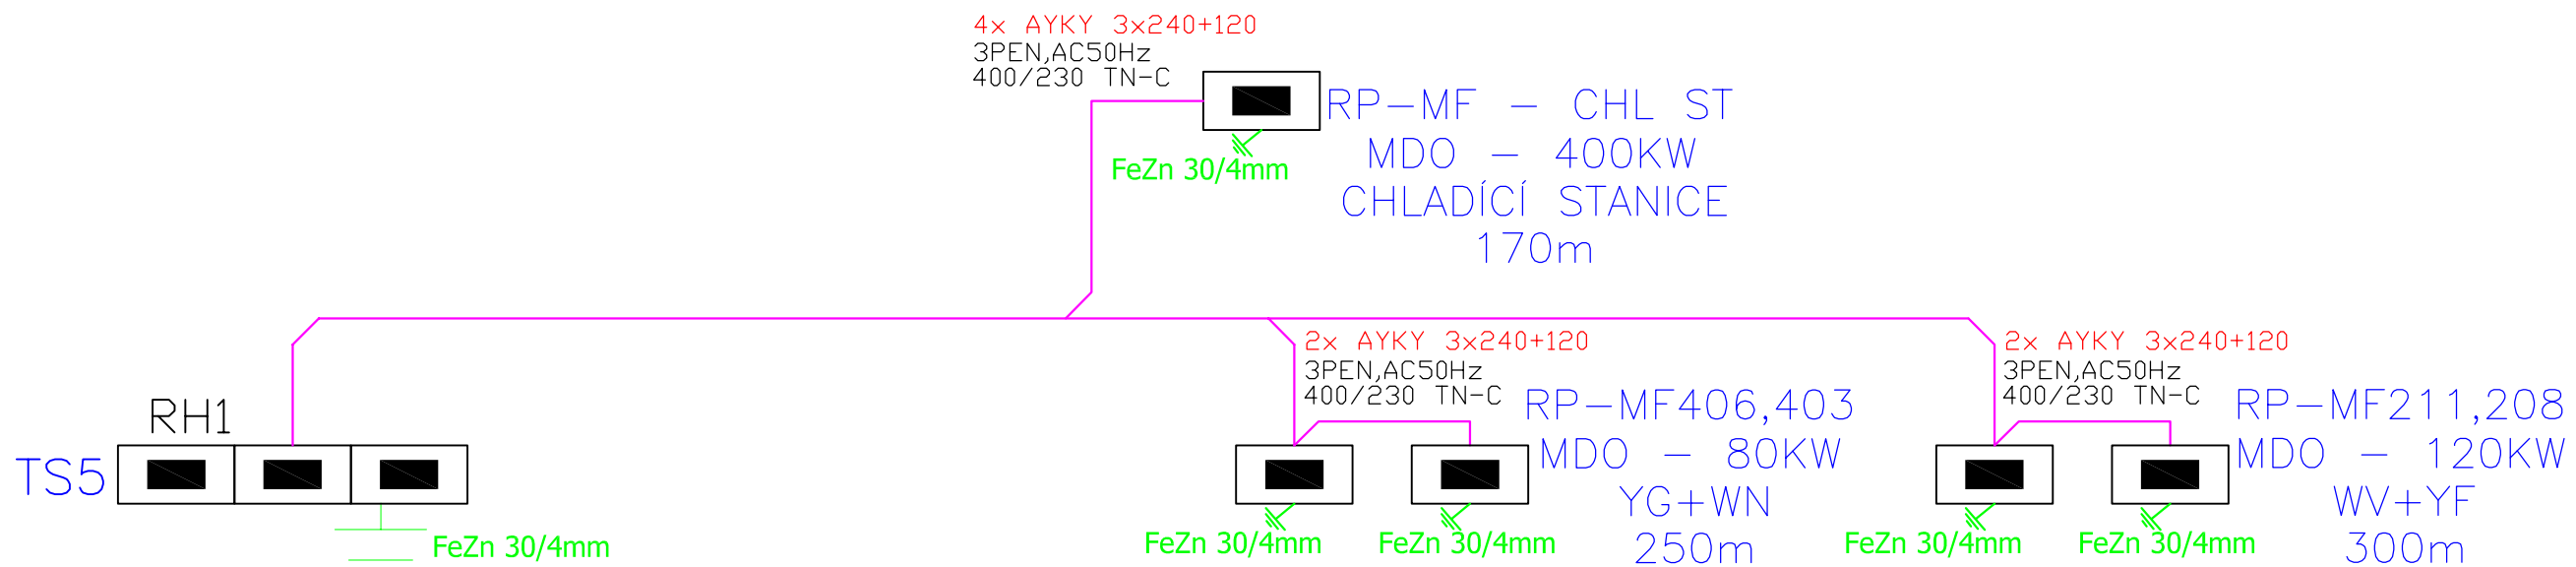 4x AYKY 3x240+120
3PEN,AC50Hz
400/230 TN-C
RP-MF - CHL ST
MDO - 400KW
CHLADÍCÍ STANICE
170m
FeZn 30/4mm
RH1
TS5
FeZn 30/4mm
2x AYKY 3x240+120
3PEN,AC50Hz
400/230 TN-C
RP-MF406,403
MDO - 80KW
YG+WN
250m
FeZn 30/4mm
FeZn 30/4mm
2x AYKY 3x240+120
3PEN,AC50Hz
400/230 TN-C
RP-MF211,208
MDO - 120KW
WV+YF
300m
FeZn 30/4mm
FeZn 30/4mm